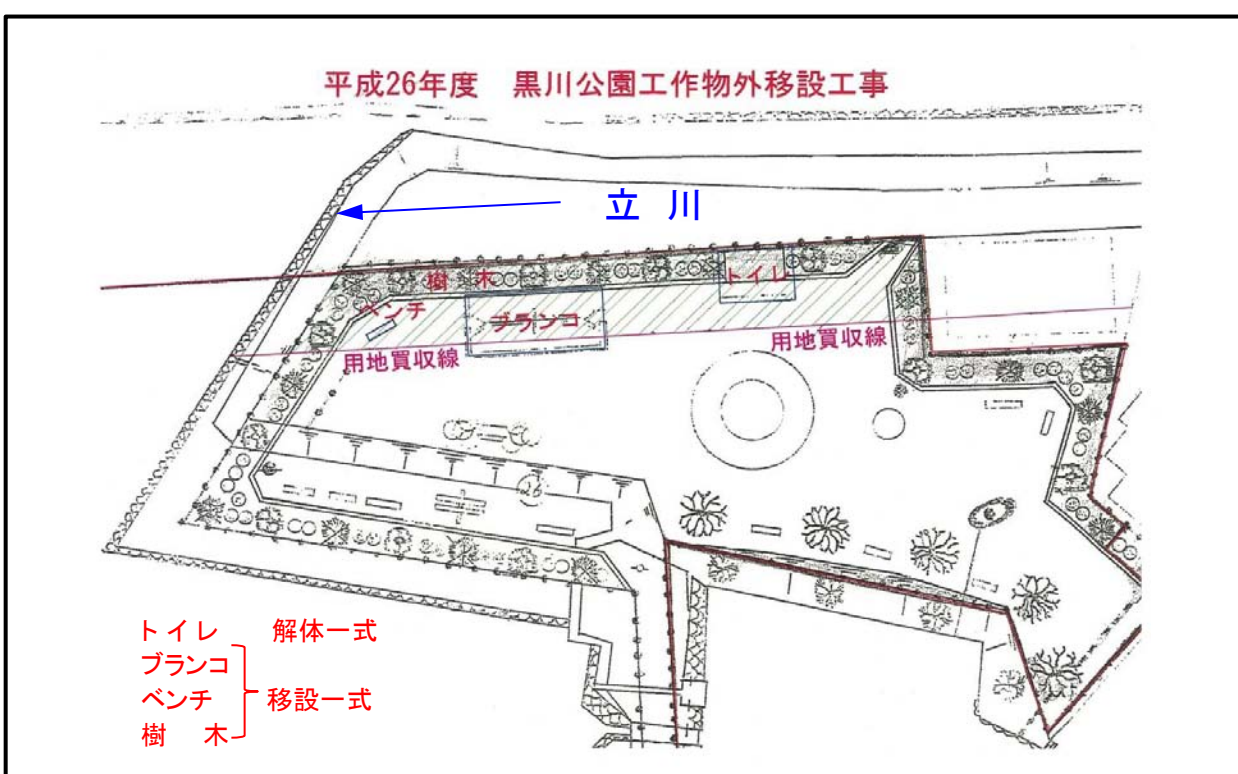 平成26年度 黒川公園工作物外移設工事
立 川
樹 木
トイレ
ベンチ
ブランコ
用地買収線
用地買収線
26
トイレ 解体一式
ブランコ
ベンチ 移設一式
樹 木